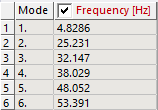 Mode Frequency [Hz]
1 1. 4.8286
2 2. 25.231
3 3. 32.147
4 4. 38.029
5 5. 48.052
6 6. 53.391